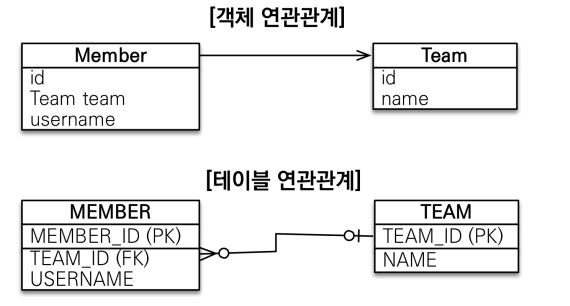 [객체 연관관계]
Member
id
Team team
username
Team
id
name
[테이블 연관관계]
MEMBER
MEMBER_ID (PK)
TEAM_ID (FK)
USERNAME
TEAM
TEAM_ID (PK)
NAME